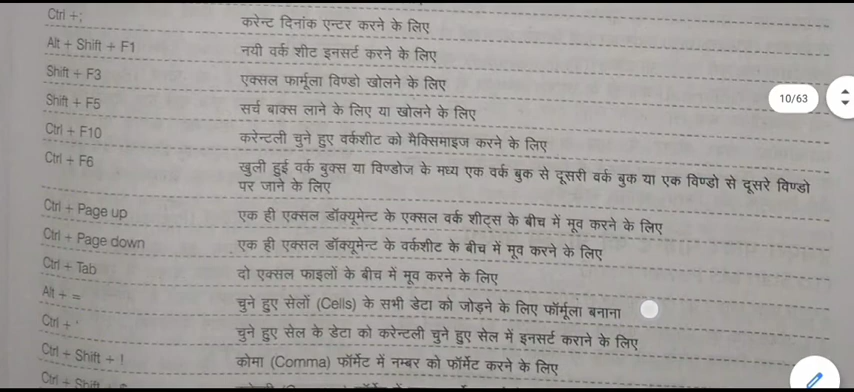 Ctrl + ; करेन्ट दिनांक एन्टर करने के लिए
Alt + Shift + F1 नयी वर्क शीट इनसर्ट करने के लिए
Shift + F3 एक्सल फार्मूला विण्डो खोलने के लिए
Shift + F5 सर्च बाक्स लाने के लिए या खोलने के लिए
10/63
Ctrl + F10 करेन्टली चुने हुए वर्कशीट को मैक्सिमाइज करने के लिए
Ctrl + F6 खुली हुई वर्क बुक्स या विण्डोज के मध्य एक वर्क बुक से दूसरी वर्क बुक या एक विण्डो से दूसरे विण्डो
पर जाने के लिए
Ctrl + Page up एक ही एक्सल डॉक्यूमेन्ट के एक्सल वर्क शीट्स के बीच में मूव करने के लिए
Ctrl + Page down एक ही एक्सल डॉक्यूमेन्ट के वर्कशीट के बीच में मूव करने के लिए
Ctrl + Tab दो एक्सल फाइलों के बीच में मूव करने के लिए
Alt + = चुने हुए सेलों (Cells) के सभी डेटा को जोड़ने के लिए फॉर्मूला बनाना
Ctrl + ' चुने हुए सेल के डेटा को करेन्टली चुने हुए सेल में इनसर्ट कराने के लिए
Ctrl + Shift + ! कोमा (Comma) फॉर्मेट में नम्बर को फॉर्मेट करने के लिए
Ctrl + Shift +